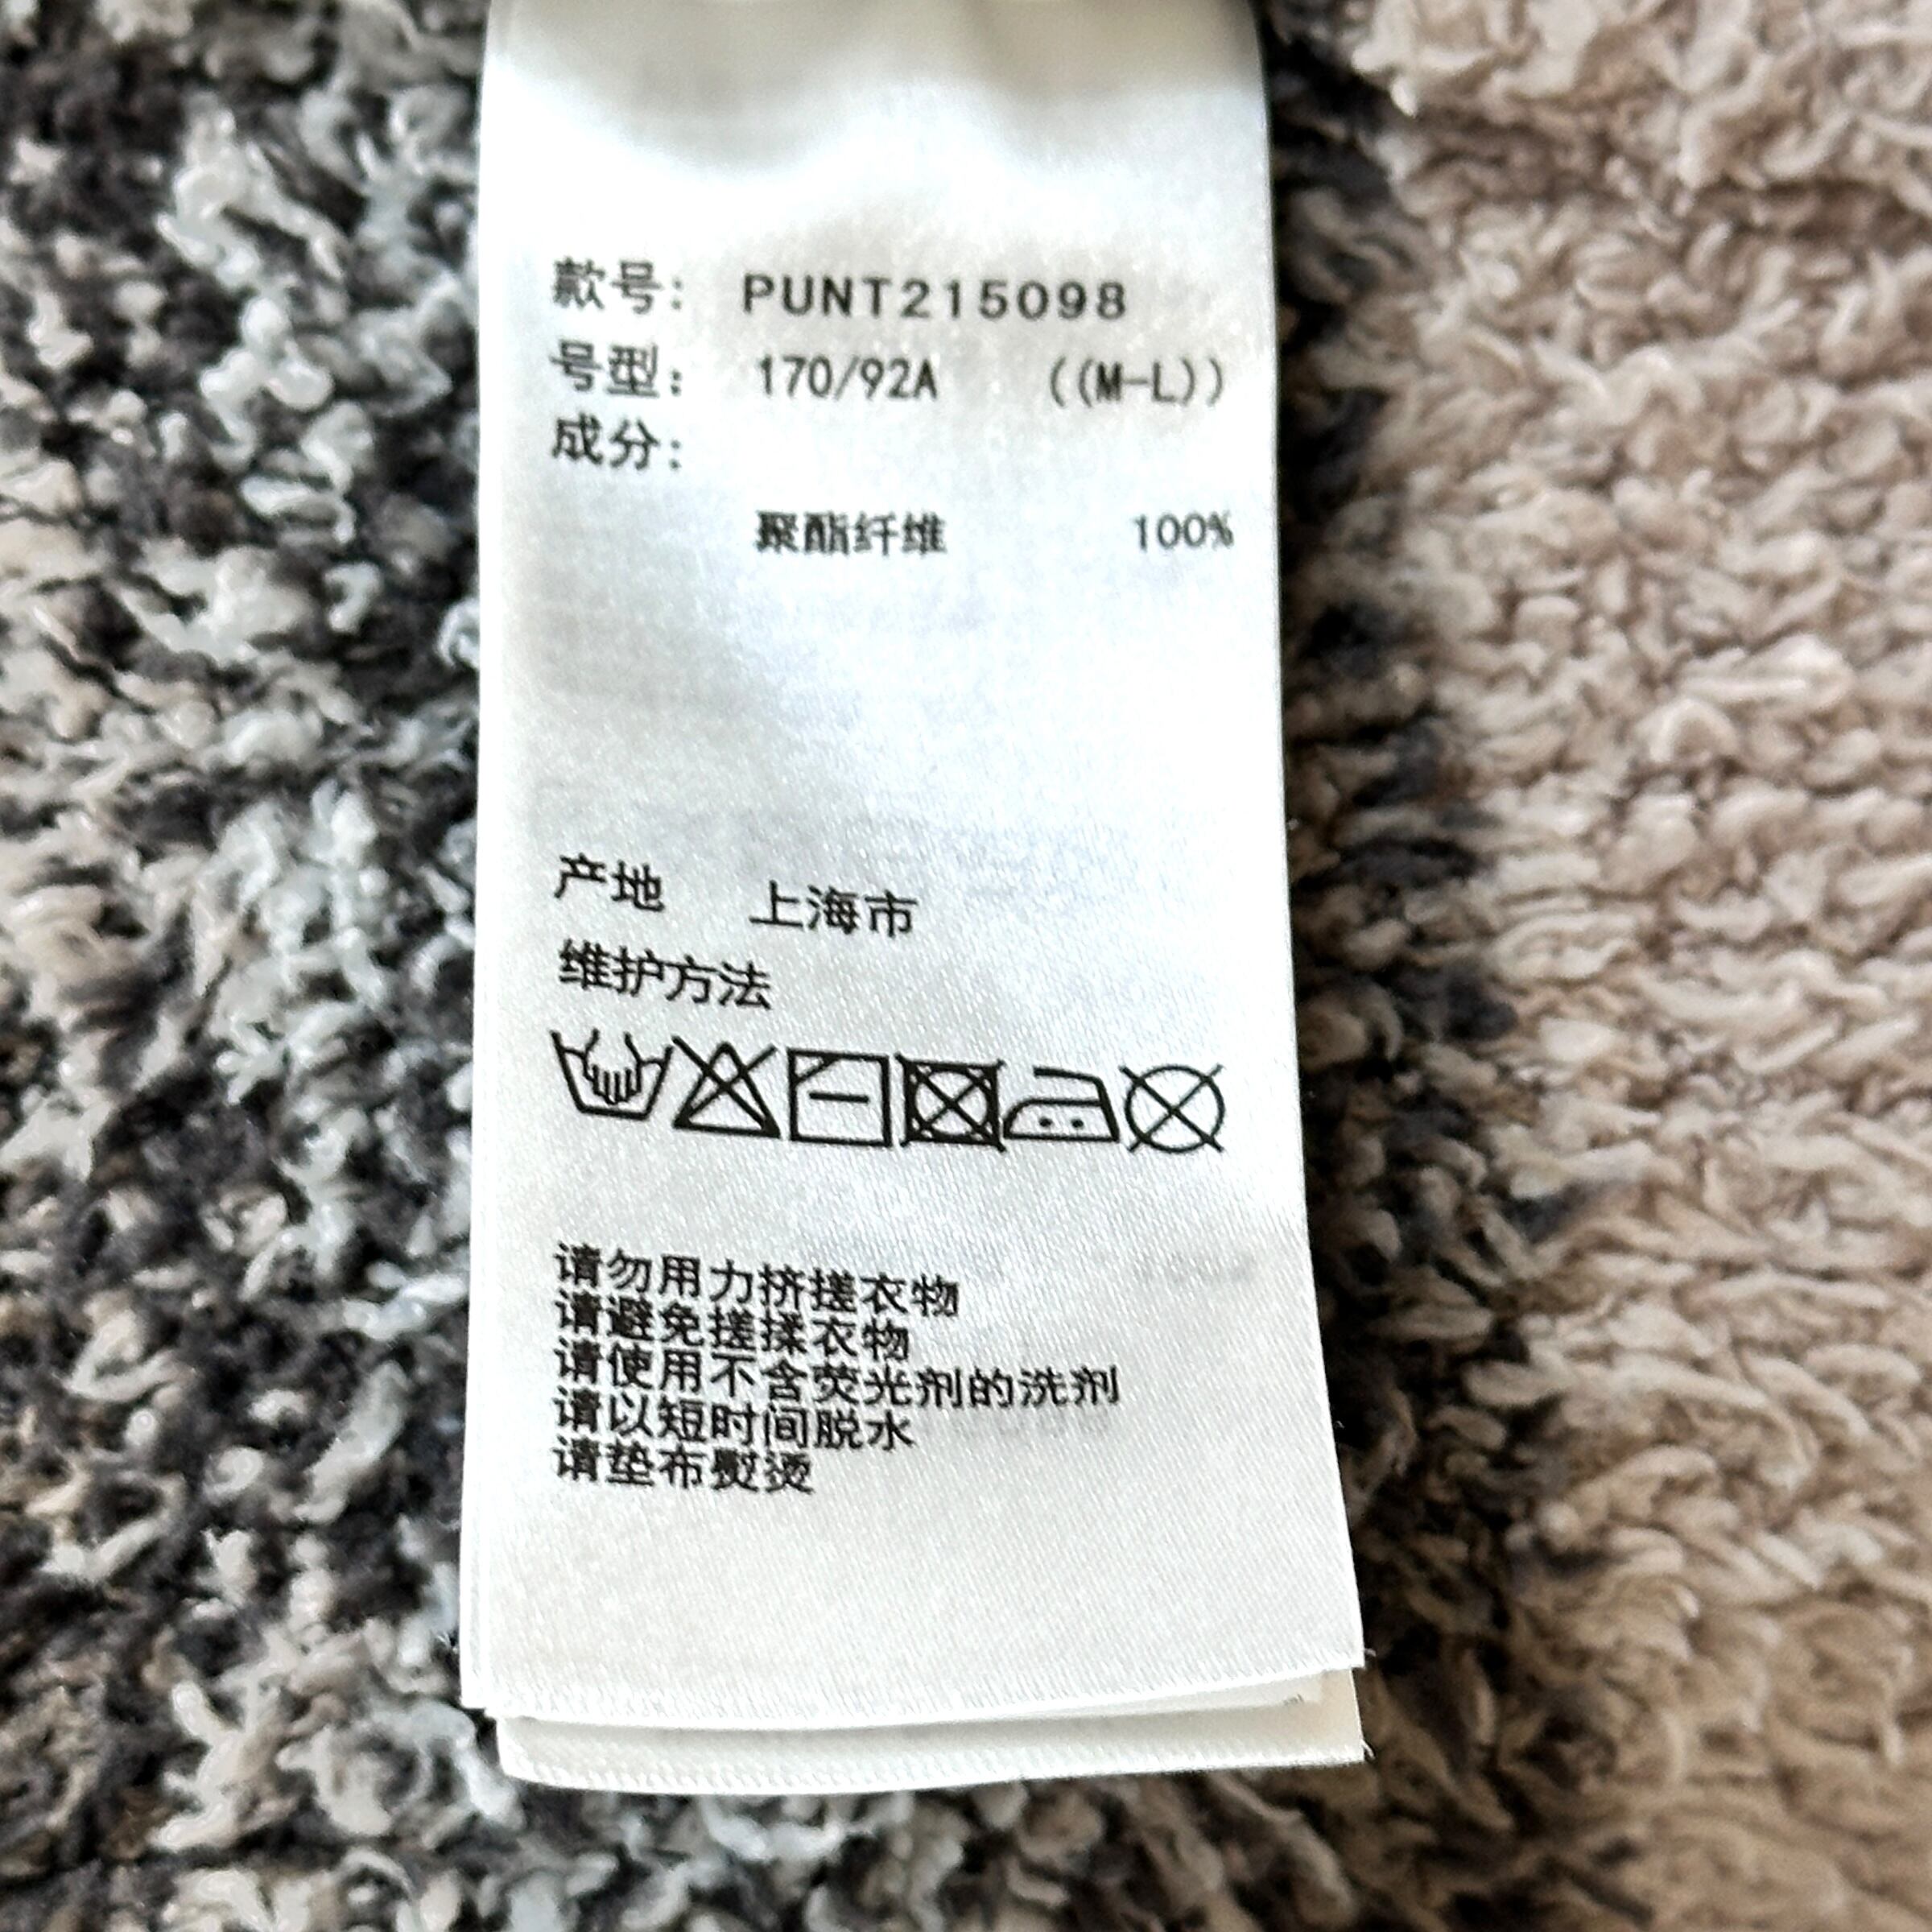 款号: PUNT215098
号型: 170/92A ((M-L))
成分:
聚酯纤维 100%
产地 上海市
维护方法
请勿用力挤搓衣物
请避免搓揉衣物
请使用不含荧光剂的洗剂
请以短时间脱水
请垫布熨烫